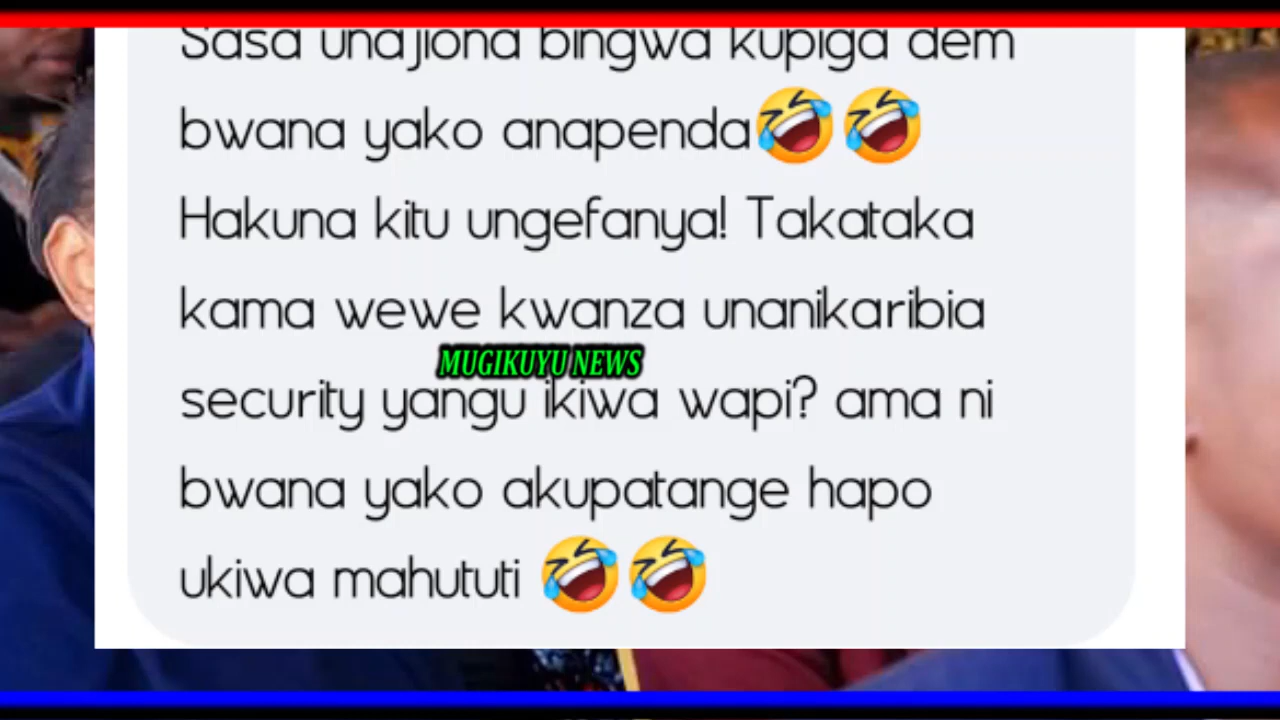 Sasa unajiona bingwa kupiga dem
bwana yako anapenda🤣🤣
Hakuna kitu ungefanya! Takataka
kama wewe kwanza unanikaribia
MUGIKUYU NEWS
security yangu ikiwa wapi? ama ni
bwana yako akupatange hapo
ukiwa mahututi 🤣🤣